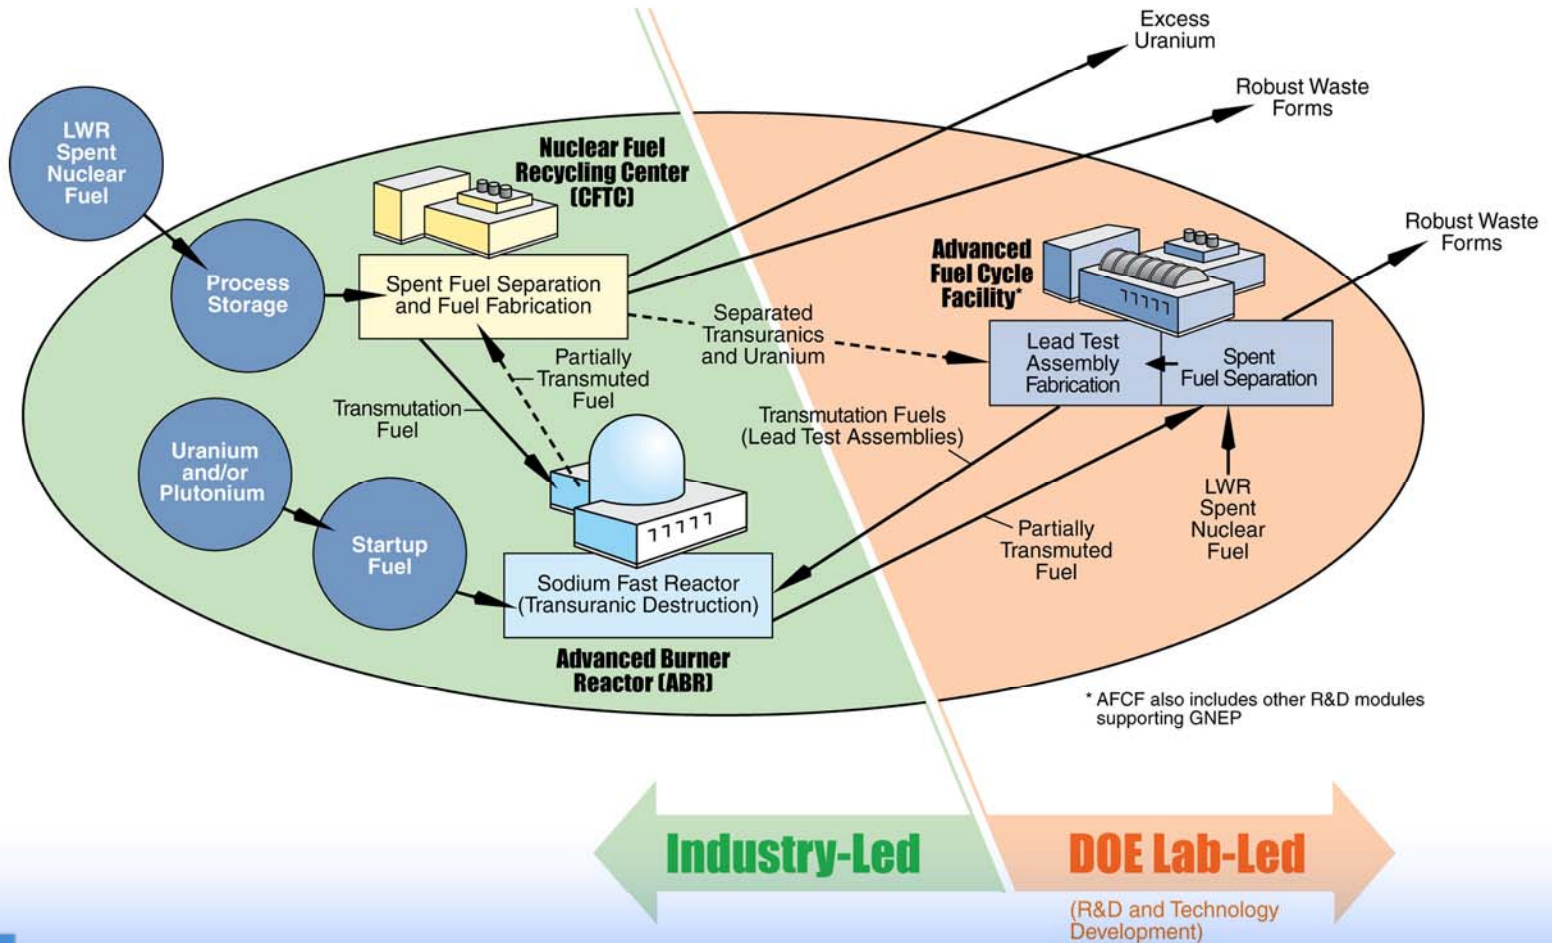 Excess
Uranium
Robust Waste
Forms
LWR
Spent
Nuclear
Fuel
Nuclear Fuel
Recycling Center
(CFTC)
Robust Waste
Forms
Process
Storage
Spent Fuel Separation
and Fuel Fabrication
Advanced
Fuel Cycle
Facility*
Separated
Transuranics
and Uranium
Lead Test
Assembly
Fabrication
Spent
Fuel Separation
Partially
Transmuted
Fuel
Transmutation
Fuel
Transmutation Fuels
(Lead Test Assemblies)
Uranium
and/or
Plutonium
LWR
Spent
Nuclear
Fuel
Startup
Fuel
Partially
Transmuted
Fuel
Sodium Fast Reactor
(Transuranic Destruction)
Advanced Burner
Reactor (ABR)
* AFCF also includes other R&D modules
supporting GNEP
Industry-Led
DOE Lab-Led
(R&D and Technology
Development)